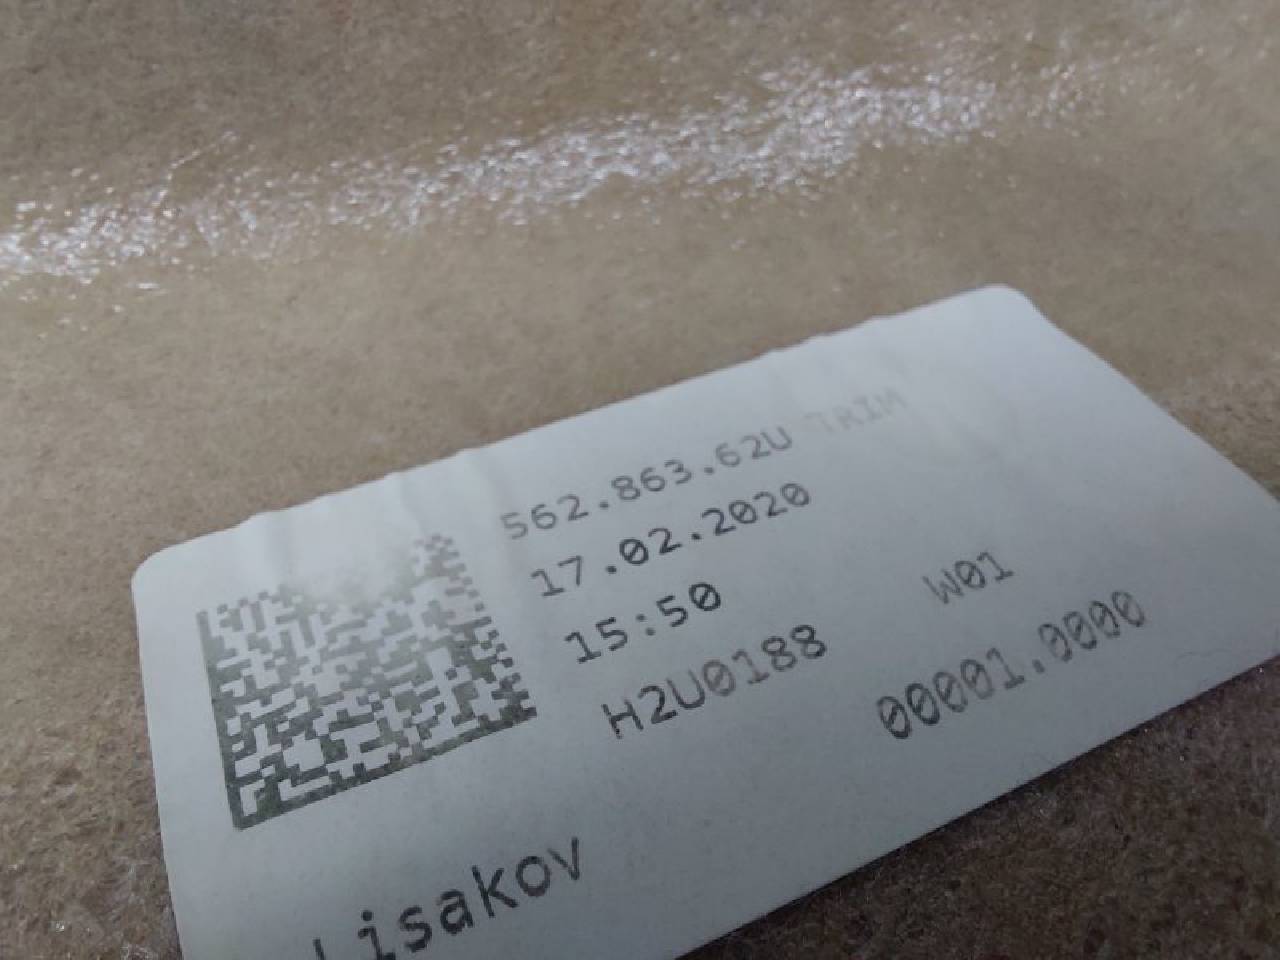 562.863.62U TRIM
17.02.2020
15:50 W01
H2U0188 00001.0000
Lisakov